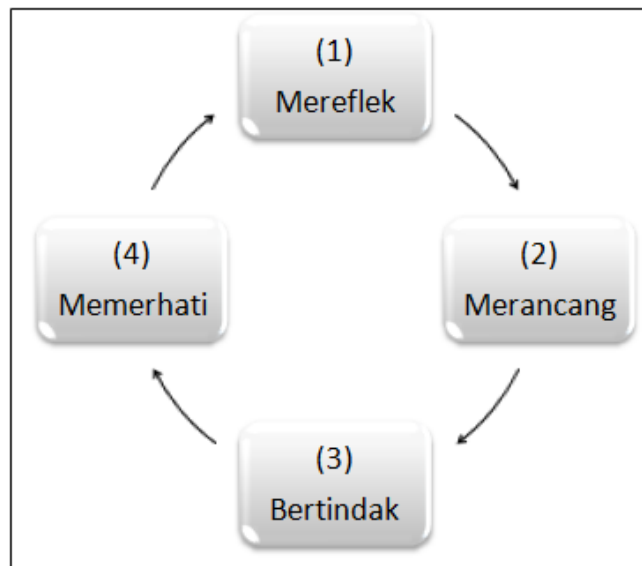 (1)
Mereflek
(2)
Merancang
(3)
Bertindak
(4)
Memerhati